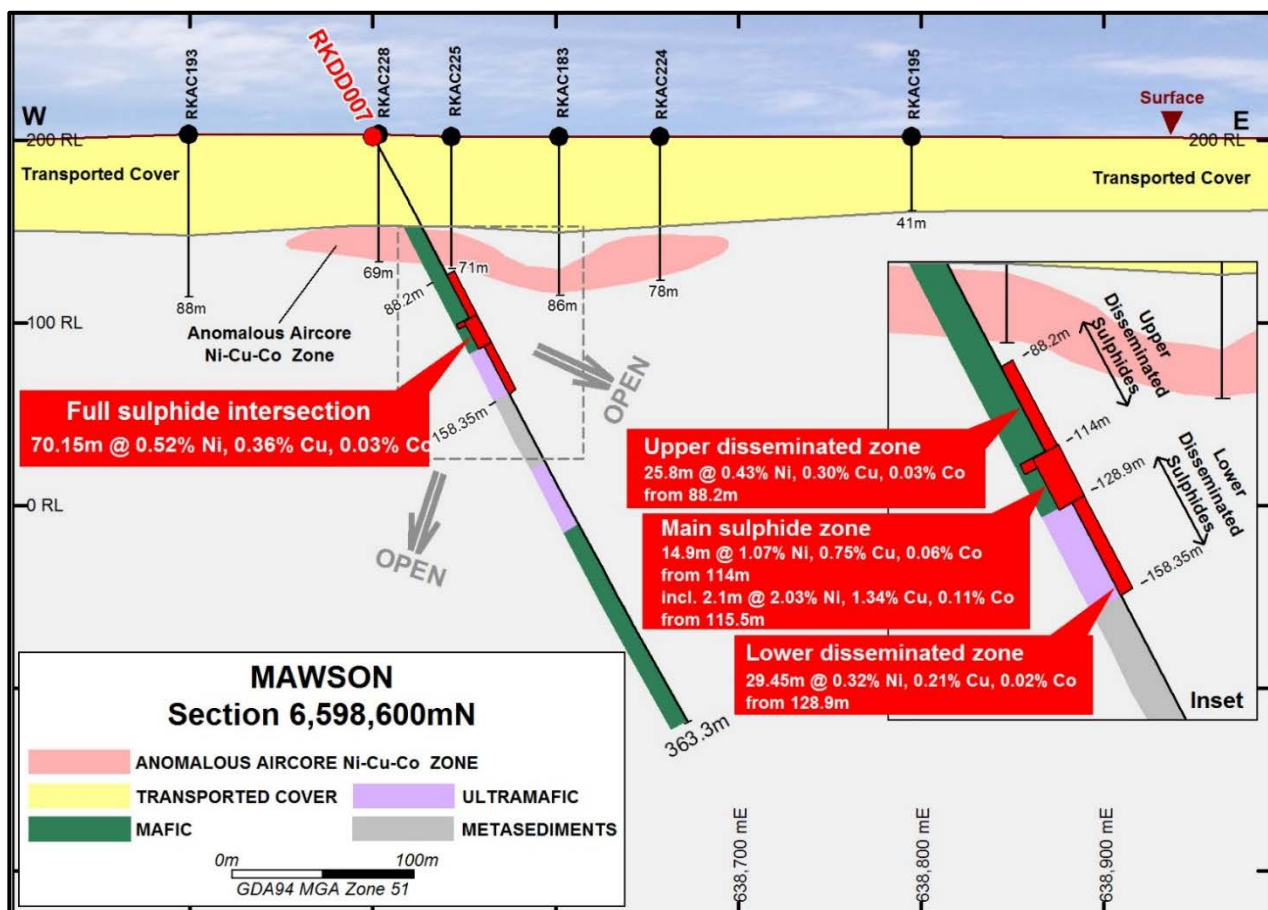 RKAC193
RKDD007
RKAC228
RKAC225
RKAC183
RKAC224
RKAC195
Surface
W
E
200 RL
200 RL
Transported Cover
Transported Cover
41m
69m
71m
88m
86m
78m
88.2m
Anomalous Aircore
Ni-Cu-Co Zone
100 RL
OPEN
Full sulphide intersection
70.15m @ 0.52% Ni, 0.36% Cu, 0.03% Co
158.35m
0 RL
OPEN
363.3m
Upper
Disseminated
Sulphides
88.2m
114m
128.9m
Lower
Disseminated
Sulphides
158.35m
Upper disseminated zone
25.8m @ 0.43% Ni, 0.30% Cu, 0.03% Co
from 88.2m
Main sulphide zone
14.9m @ 1.07% Ni, 0.75% Cu, 0.06% Co
from 114m
incl. 2.1m @ 2.03% Ni, 1.34% Cu, 0.11% Co
from 115.5m
Lower disseminated zone
29.45m @ 0.32% Ni, 0.21% Cu, 0.02% Co
from 128.9m
Inset
MAWSON
Section 6,598,600mN
ANOMALOUS AIRCORE Ni-Cu-Co ZONE
TRANSPORTED COVER
ULTRAMAFIC
MAFIC
METASEDIMENTS
0m
100m
GDA94 MGA Zone 51
638,700 mE
638,800 mE
638,900 mE